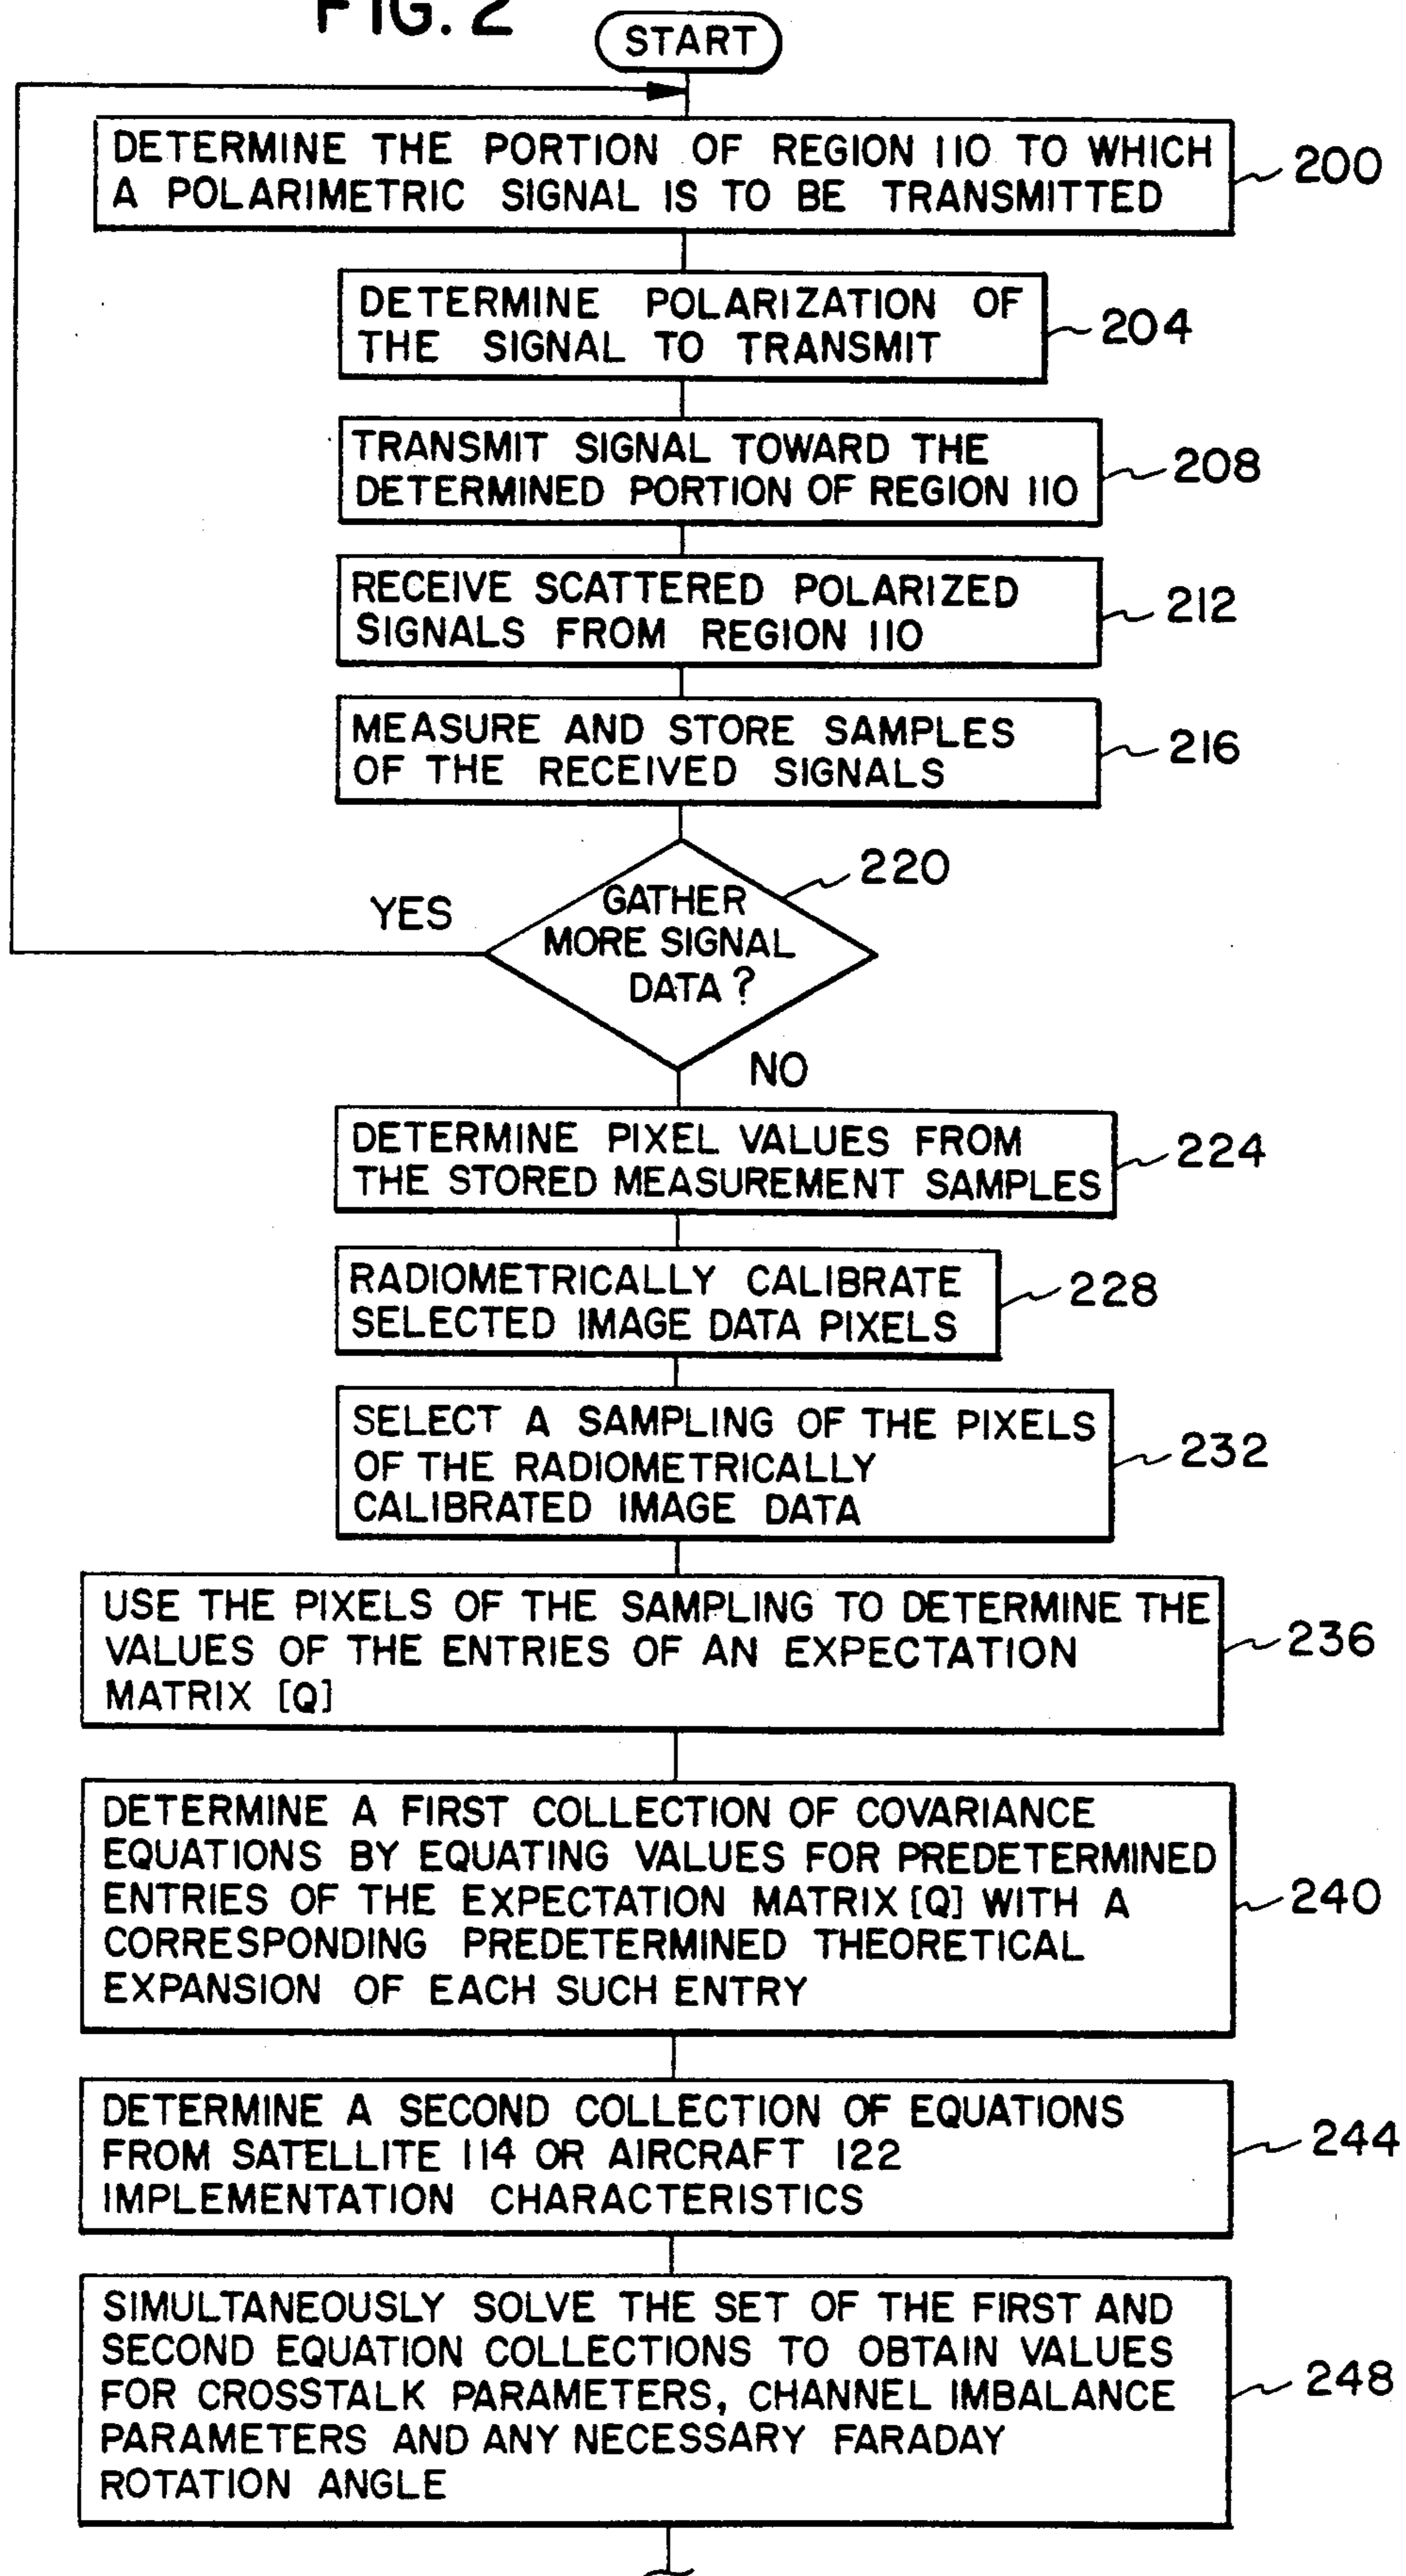 FIG. 2
START
DETERMINE THE PORTION OF REGION 110 TO WHICH
A POLARIMETRIC SIGNAL IS TO BE TRANSMITTED
200
DETERMINE POLARIZATION OF
THE SIGNAL TO TRANSMIT
204
TRANSMIT SIGNAL TOWARD THE
DETERMINED PORTION OF REGION 110
208
RECEIVE SCATTERED POLARIZED
SIGNALS FROM REGION 110
212
MEASURE AND STORE SAMPLES
OF THE RECEIVED SIGNALS
216
GATHER
MORE SIGNAL
DATA ?
220
YES
NO
DETERMINE PIXEL VALUES FROM
THE STORED MEASUREMENT SAMPLES
224
RADIOMETRICALLY CALIBRATE
SELECTED IMAGE DATA PIXELS
228
SELECT A SAMPLING OF THE PIXELS
OF THE RADIOMETRICALLY
CALIBRATED IMAGE DATA
232
USE THE PIXELS OF THE SAMPLING TO DETERMINE THE
VALUES OF THE ENTRIES OF AN EXPECTATION
MATRIX [Q]
236
DETERMINE A FIRST COLLECTION OF COVARIANCE
EQUATIONS BY EQUATING VALUES FOR PREDETERMINED
ENTRIES OF THE EXPECTATION MATRIX [Q] WITH A
CORRESPONDING PREDETERMINED THEORETICAL
EXPANSION OF EACH SUCH ENTRY
240
DETERMINE A SECOND COLLECTION OF EQUATIONS
FROM SATELLITE 114 OR AIRCRAFT 122
IMPLEMENTATION CHARACTERISTICS
244
SIMULTANEOUSLY SOLVE THE SET OF THE FIRST AND
SECOND EQUATION COLLECTIONS TO OBTAIN VALUES
FOR CROSSTALK PARAMETERS, CHANNEL IMBALANCE
PARAMETERS AND ANY NECESSARY FARADAY
ROTATION ANGLE
248